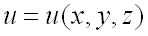 u = u(x, y, z)